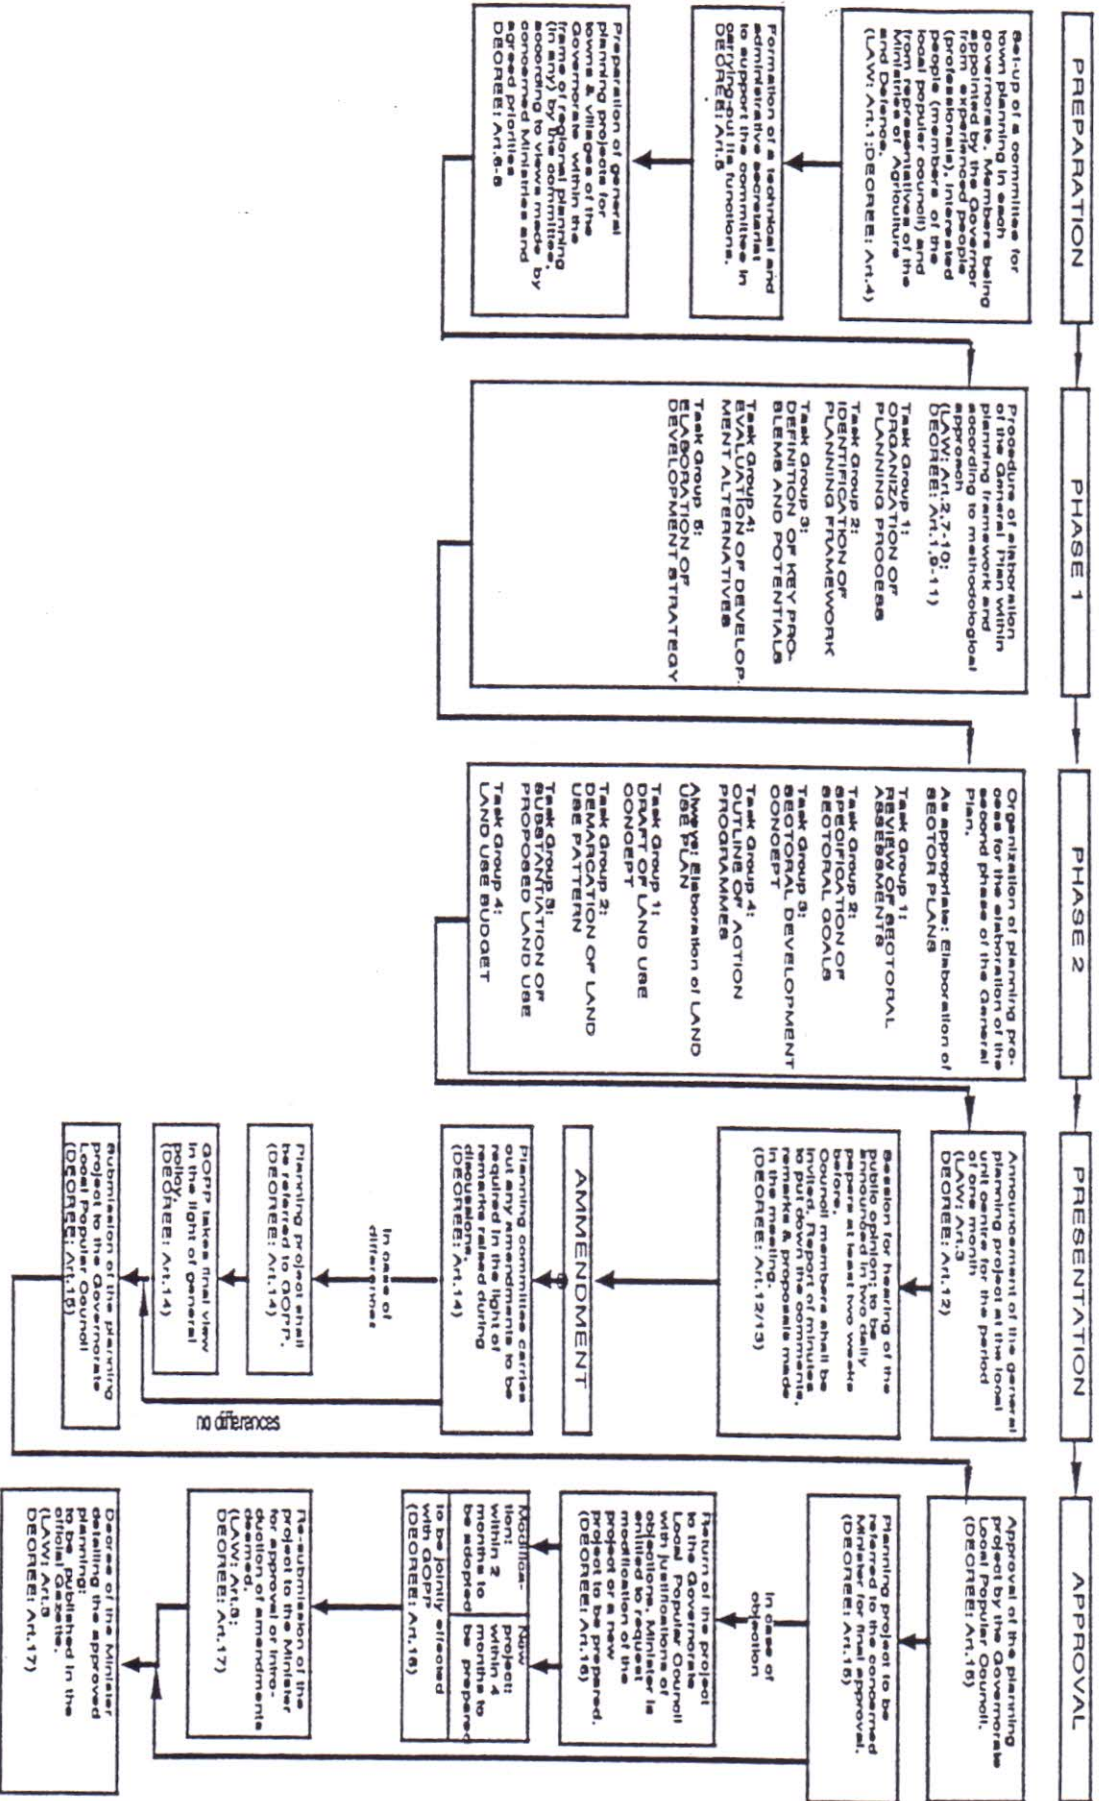 PREPARATION
Set-up of a committee for
town planning in each
governorate. Members being
appointed by the Governor
from experienced people
(professionals), interested
people (members of the
local populer council) and
from representatives of the
Ministries of Agriculture
and Defence.
(LAW: Art.1;DECREE: Art.4)
Formation of a technical and
administrative secretariat
to support the committee in
carrying-out its functions.
DECREE: Art.5
Preparation of general
planning projects for
towns & villages of the
Governorate within the
frame of regional planning
(in any) by the committee,
according to views made by
concerned Ministries and
agreed priorities
DECREE: Art.6-8
PHASE 1
Procedure of elaboration
of the General Plan within
planning framework and
according to methodological
approach
(LAW: Art.2,7-10;
DECREE: Art.1,9-11)
Task Group 1:
ORGANIZATION OF
PLANNING PROCESS
Task Group 2:
IDENTIFICATION OF
PLANNING FRAMEWORK
Task Group 3:
DEFINITION OF KEY PRO-
BLEMS AND POTENTIALS
Task Group 4:
EVALUATION OF DEVELOP-
MENT ALTERNATIVES
Task Group 5:
ELABORATION OF
DEVELOPMENT STRATEGY
PHASE 2
Organization of planning pro-
cess for the elaboration of the
second phase of the General
Plan.
As appropriate: Elaboration of
SECTOR PLANS
Task Group 1:
REVIEW OF SECTORAL
ASSESSMENTS
Task Group 2:
SPECIFICATION OF
SECTORAL GOALS
Task Group 3:
SECTORAL DEVELOPMENT
CONCEPT
Task Group 4:
OUTLINE OF ACTION
PROGRAMMES
Always: Elaboration of LAND
USE PLAN
Task Group 1:
DRAFT OF LAND USE
CONCEPT
Task Group 2:
DEMARCATION OF LAND
USE PATTERN
Task Group 3:
SUBSTANTIATION OF
PROPOSED LAND USE
Task Group 4:
LAND USE BUDGET
PRESENTATION
Announcement of the general
planning project at the local
unit centre for the period
of one month
(LAW: Art.3
DECREE: Art.12)
Session for hearing of the
public opinion; to be
announced in two daily
papers at least two weeks
before.
Council members shall be
invited. Report of minutes
to put down the comments,
remarks & proposals made
in the meeting.
(DECREE: Art.12/13)
AMMENDMENT
Planning committee carries
out any amendments to be
required in the light of
remarks raised during
discussions.
(DECREE: Art.14)
In case of
differences
Planning project shall
be referred to GOPP.
(DECREE: Art.14)
GOPP takes final view
in the light of general
policy.
(DECREE: Art.14)
no differances
Submission of the planning
project to the Governorate
Local Populer Council
(DECREE: Art.15)
APPROVAL
Approval of the planning
project by the Governorate
Local Popular Council.
(DECREE: Art.15)
Planning project to be
referred to the concerned
Minister for final approval.
(DECREE: Art.15)
In case of
objection
Return of the project
to the Governorate
Local Popular Council
with justifications of
objections. Minister is
entitled to request
modification of the
project or a new
project to be prepared.
(DECREE: Art.16)
Modifica-
tion:
within 2
months to
be adopted
New
project:
within 4
months to
be prepared
to be jointly effected
with GOPP
(DECREE: Art.16)
Re-submission of the
project to the Minister
for approval or intro-
duction of amendments
deemed.
(LAW: Art.3;
DECREE: Art.17)
Decree of the Minister
detailing the approved
planning;
to be published in the
official Gazette.
(LAW: Art.3
DECREE: Art.17)